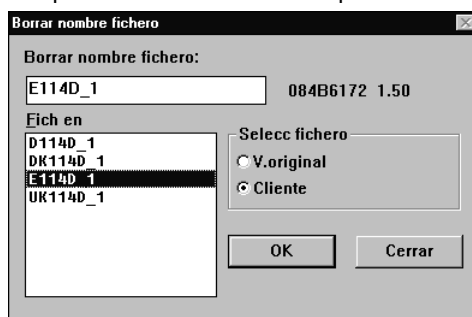 Borrar nombre fichero
Borrar nombre fichero:
E114D_1
084B6172 1.50
Fich en
D114D_1
DK114D_1
E114D_1
UK114D_1
Selecc fichero
V.original
Cliente
OK
Cerrar